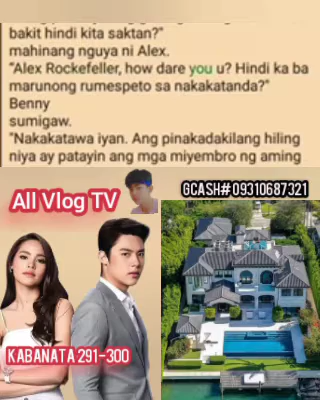 bakit hindi kita saktan?"
mahinang nguya ni Alex.
"Alex Rockefeller, how dare you u? Hindi ka ba
marunong rumespeto sa nakakatanda?"
Benny
sumigaw.
"Nakakatawa iyan. Ang pinakadakilang hiling
niya ay patayin ang mga miyembro ng aming
All Vlog TV
GCASH# 09310687321
KABANATA 291-300